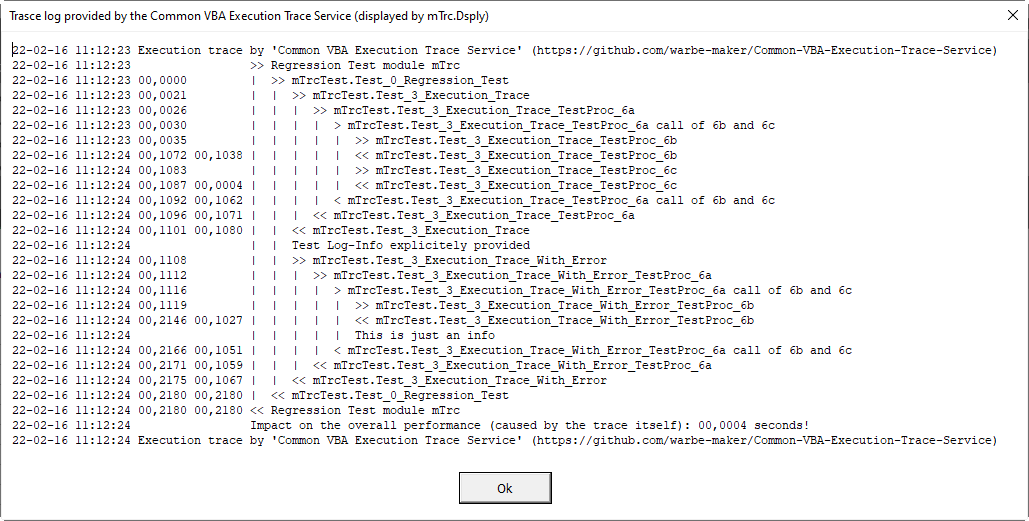 Trasce log provided by the Common VBA Execution Trace Service (displayed by mTrc.Dsply)
22-02-16 11:12:23 Execution trace by 'Common VBA Execution Trace Service' (https://github.com/warbe-maker/Common-VBA-Execution-Trace-Service)
22-02-16 11:12:23                 >> Regression Test module mTrc
22-02-16 11:12:23 00,0000         |  >> mTrcTest.Test_0_Regression_Test
22-02-16 11:12:23 00,0021         |  |  >> mTrcTest.Test_3_Execution_Trace
22-02-16 11:12:23 00,0026         |  |  |  >> mTrcTest.Test_3_Execution_Trace_TestProc_6a
22-02-16 11:12:23 00,0030         |  |  |  |  > mTrcTest.Test_3_Execution_Trace_TestProc_6a call of 6b and 6c
22-02-16 11:12:23 00,0035         |  |  |  |  |  >> mTrcTest.Test_3_Execution_Trace_TestProc_6b
22-02-16 11:12:24 00,1072 00,1038 |  |  |  |  |  << mTrcTest.Test_3_Execution_Trace_TestProc_6b
22-02-16 11:12:24 00,1083         |  |  |  |  |  >> mTrcTest.Test_3_Execution_Trace_TestProc_6c
22-02-16 11:12:24 00,1087 00,0004 |  |  |  |  |  << mTrcTest.Test_3_Execution_Trace_TestProc_6c
22-02-16 11:12:24 00,1092 00,1062 |  |  |  |  < mTrcTest.Test_3_Execution_Trace_TestProc_6a call of 6b and 6c
22-02-16 11:12:24 00,1096 00,1071 |  |  |  << mTrcTest.Test_3_Execution_Trace_TestProc_6a
22-02-16 11:12:24 00,1101 00,1080 |  |  << mTrcTest.Test_3_Execution_Trace
22-02-16 11:12:24                 |  |  Test Log-Info explicitely provided
22-02-16 11:12:24 00,1108         |  |  >> mTrcTest.Test_3_Execution_Trace_With_Error
22-02-16 11:12:24 00,1112         |  |  |  >> mTrcTest.Test_3_Execution_Trace_With_Error_TestProc_6a
22-02-16 11:12:24 00,1116         |  |  |  |  > mTrcTest.Test_3_Execution_Trace_With_Error_TestProc_6a call of 6b and 6c
22-02-16 11:12:24 00,1119         |  |  |  |  |  >> mTrcTest.Test_3_Execution_Trace_With_Error_TestProc_6b
22-02-16 11:12:24 00,2146 00,1027 |  |  |  |  |  << mTrcTest.Test_3_Execution_Trace_With_Error_TestProc_6b
22-02-16 11:12:24                 |  |  |  |  |  This is just an info
22-02-16 11:12:24 00,2166 00,1051 |  |  |  |  < mTrcTest.Test_3_Execution_Trace_With_Error_TestProc_6a call of 6b and 6c
22-02-16 11:12:24 00,2171 00,1059 |  |  |  << mTrcTest.Test_3_Execution_Trace_With_Error_TestProc_6a
22-02-16 11:12:24 00,2175 00,1067 |  |  << mTrcTest.Test_3_Execution_Trace_With_Error
22-02-16 11:12:24 00,2180 00,2180 |  << mTrcTest.Test_0_Regression_Test
22-02-16 11:12:24 00,2180 00,2180 << Regression Test module mTrc
22-02-16 11:12:24                 Impact on the overall performance (caused by the trace itself): 00,0004 seconds!
22-02-16 11:12:24 Execution trace by 'Common VBA Execution Trace Service' (https://github.com/warbe-maker/Common-VBA-Execution-Trace-Service)
Ok